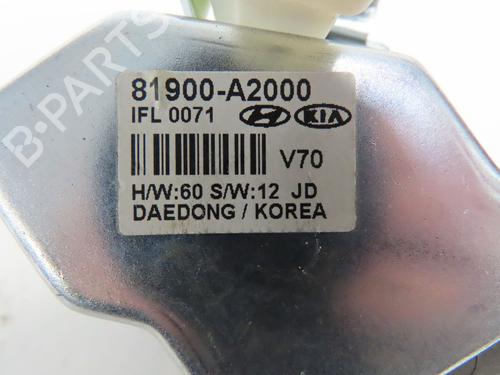 81900-A2000
IFL 0071 KIA
V70
H/W:60 S/W:12 JD
DAEDONG / KOREA
B-PARTS